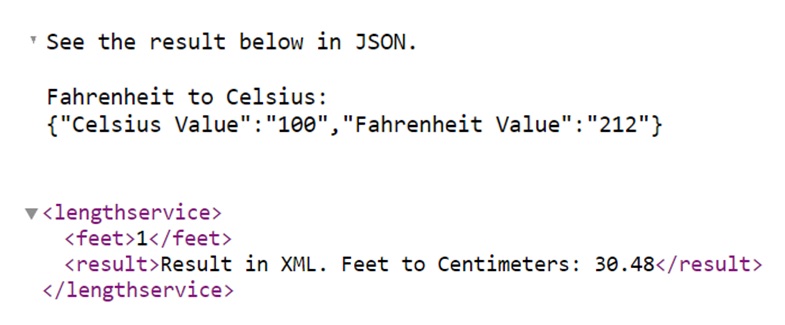 See the result below in JSON.
Fahrenheit to Celsius:
{"Celsius Value":"100","Fahrenheit Value":"212"}
<lengthservice>
<feet>1</feet>
<result>Result in XML. Feet to Centimeters: 30.48</result>
</lengthservice>